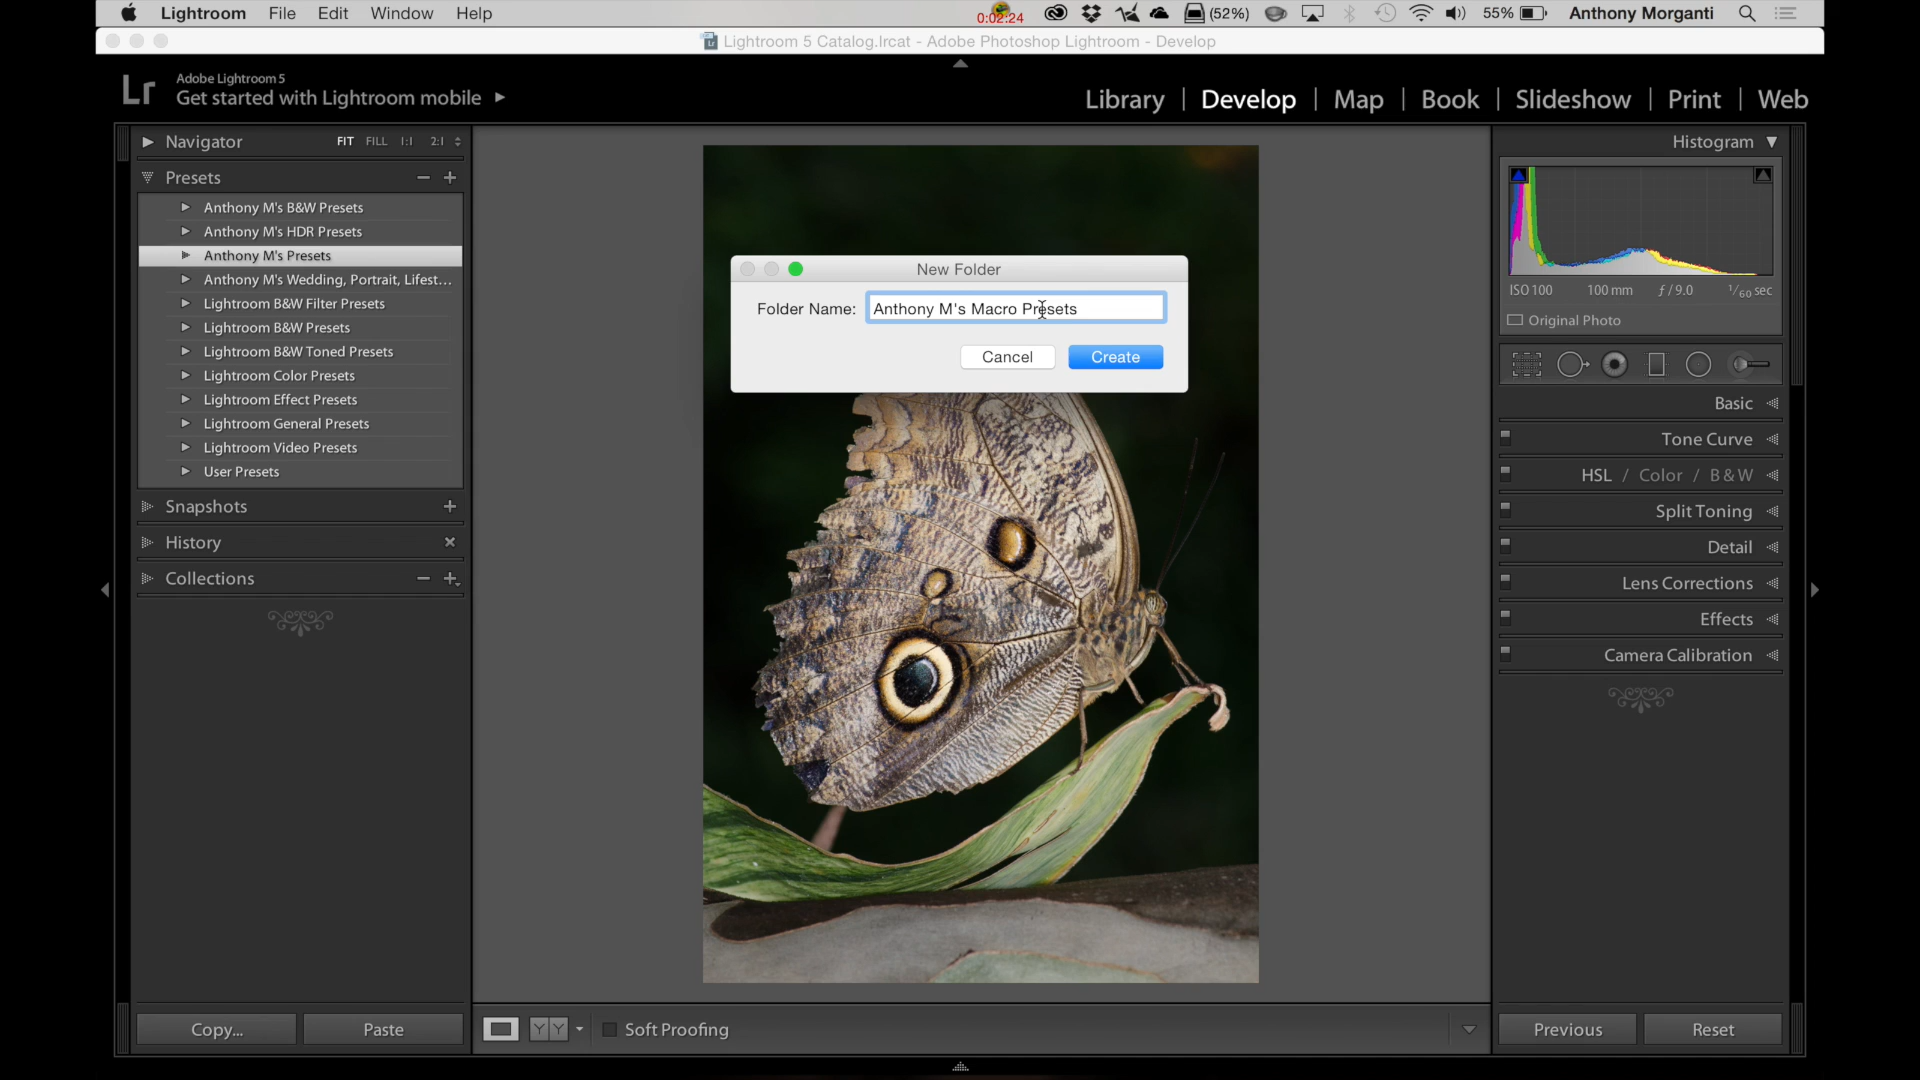 Lightroom File Edit Window Help
0:02:24 (52%) 55% Anthony Morganti
Lightroom 5 Catalog.lrcat - Adobe Photoshop Lightroom - Develop
Lr Adobe Lightroom 5
Get started with Lightroom mobile
Library Develop Map Book Slideshow Print Web
Navigator FIT FILL 1:1 2:1
Presets
Anthony M's B&W Presets
Anthony M's HDR Presets
Anthony M's Presets
Anthony M's Wedding, Portrait, Lifest...
Lightroom B&W Filter Presets
Lightroom B&W Presets
Lightroom B&W Toned Presets
Lightroom Color Presets
Lightroom Effect Presets
Lightroom General Presets
Lightroom Video Presets
User Presets
Snapshots
History
Collections
Copy... Paste
New Folder
Folder Name: Anthony M's Macro Presets
Cancel Create
YY Soft Proofing
Histogram
ISO 100 100 mm ƒ / 9.0 1/60 sec
Original Photo
Basic
Tone Curve
HSL / Color / B & W
Split Toning
Detail
Lens Corrections
Effects
Camera Calibration
Previous Reset